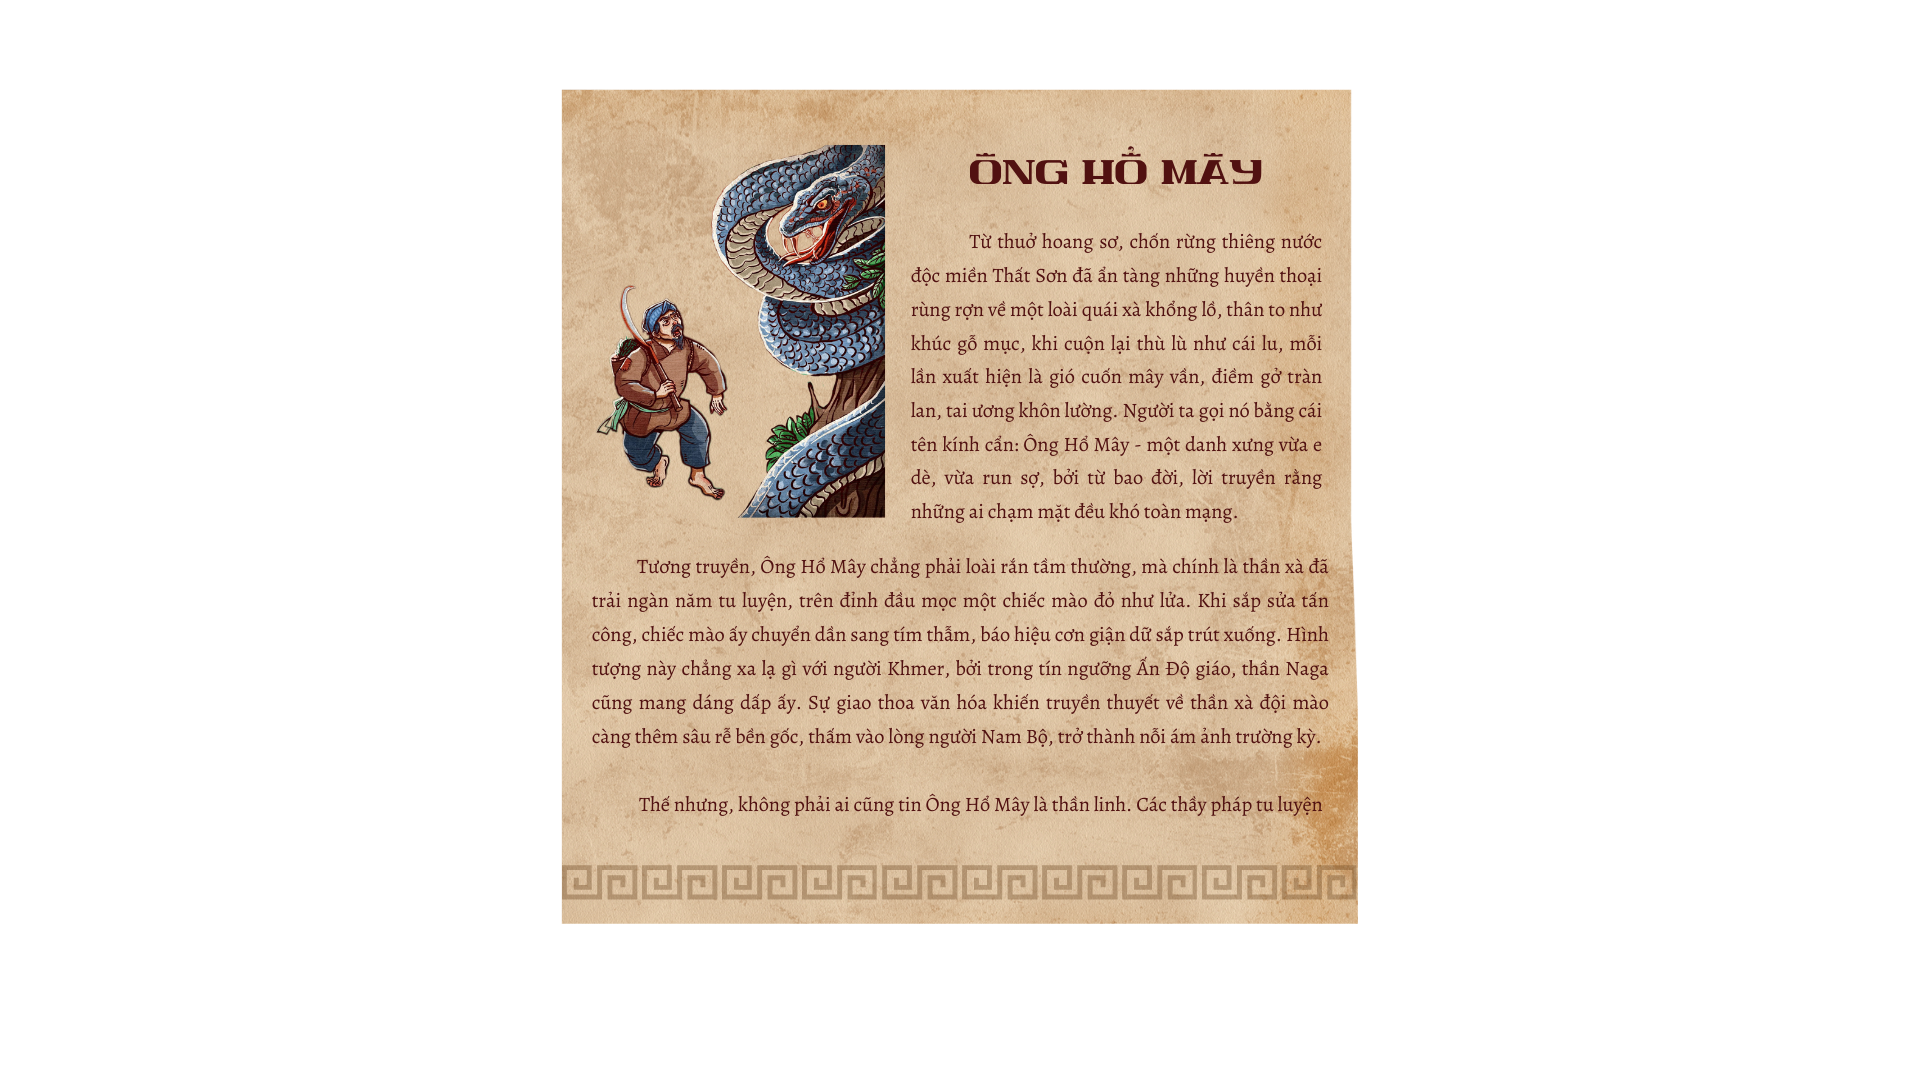 ÔNG HỔ MÂY
Từ thuở hoang sơ, chốn rừng thiêng nước
độc miền Thất Sơn đã ẩn tàng những huyền thoại
rùng rợn về một loài quái xà khổng lồ, thân to như
khúc gỗ mục, khi cuộn lại thù lù như cái lu, mỗi
lần xuất hiện là gió cuốn mây vần, điềm gở tràn
lan, tai ương khôn lường. Người ta gọi nó bằng cái
tên kính cẩn: Ông Hổ Mây - một danh xưng vừa e
dè, vừa run sợ, bởi từ bao đời, lời truyền rằng
những ai chạm mặt đều khó toàn mạng.
Tương truyền, Ông Hổ Mây chẳng phải loài rắn tầm thường, mà chính là thần xà đã
trải ngàn năm tu luyện, trên đỉnh đầu mọc một chiếc mào đỏ như lửa. Khi sắp sửa tấn
công, chiếc mào ấy chuyển dần sang tím thẫm, báo hiệu cơn giận dữ sắp trút xuống. Hình
tượng này chẳng xa lạ gì với người Khmer, bởi trong tín ngưỡng Ấn Độ giáo, thần Naga
cũng mang dáng dấp ấy. Sự giao thoa văn hóa khiến truyền thuyết về thần xà đội mào
càng thêm sâu rễ bền gốc, thấm vào lòng người Nam Bộ, trở thành nỗi ám ảnh trường kỳ.
Thế nhưng, không phải ai cũng tin Ông Hổ Mây là thần linh. Các thầy pháp tu luyện